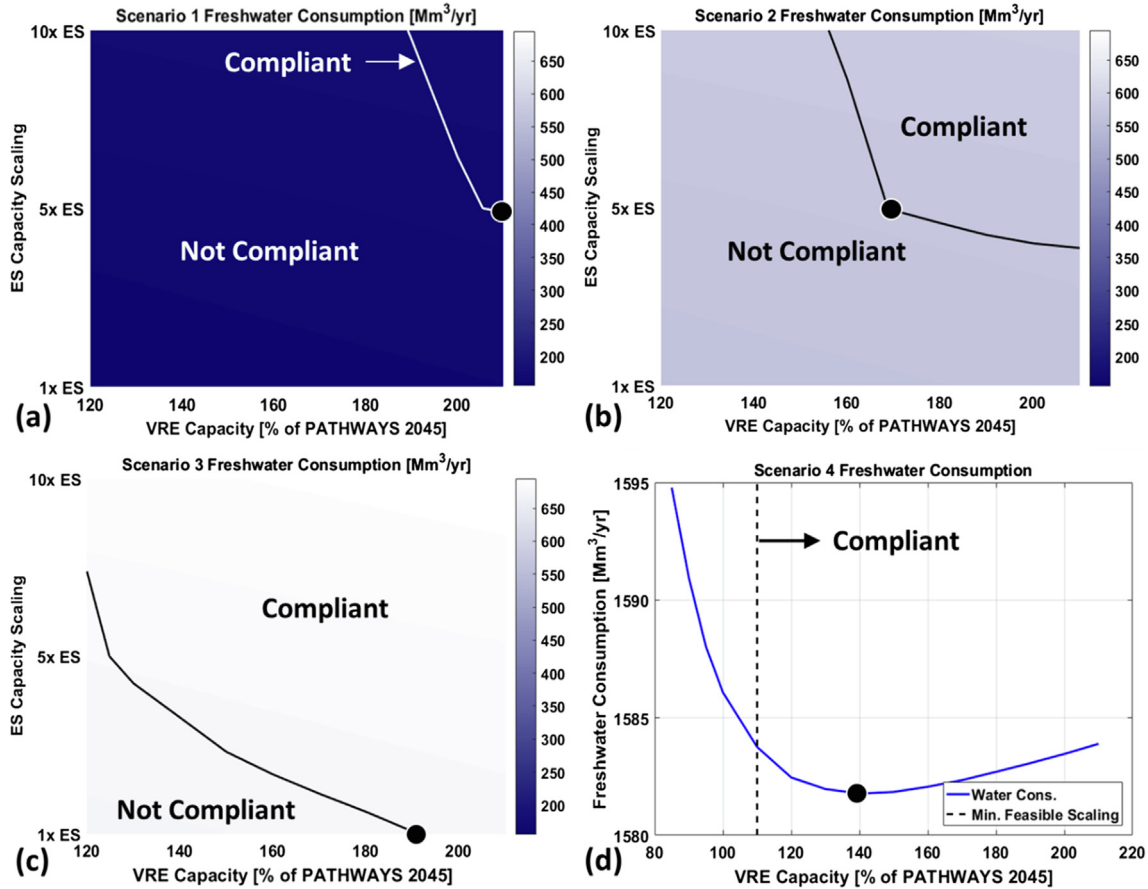 Scenario 1 Freshwater Consumption [Mm³/yr]
10x ES
5x ES
1x ES
ES Capacity Scaling
Compliant
Not Compliant
650
600
550
500
450
400
350
300
250
200
120 140 160 180 200
VRE Capacity [% of PATHWAYS 2045]
(a)
Scenario 2 Freshwater Consumption [Mm³/yr]
10x ES
5x ES
1x ES
ES Capacity Scaling
Compliant
Not Compliant
650
600
550
500
450
400
350
300
250
200
120 140 160 180 200
VRE Capacity [% of PATHWAYS 2045]
(b)
Scenario 3 Freshwater Consumption [Mm³/yr]
10x ES
5x ES
1x ES
ES Capacity Scaling
Compliant
Not Compliant
650
600
550
500
450
400
350
300
250
200
120 140 160 180 200
VRE Capacity [% of PATHWAYS 2045]
(c)
Scenario 4 Freshwater Consumption
1595
1590
1585
1580
Freshwater Consumption [Mm³/yr]
Compliant
Water Cons.
Min. Feasible Scaling
80 100 120 140 160 180 200 220
VRE Capacity [% of PATHWAYS 2045]
(d)